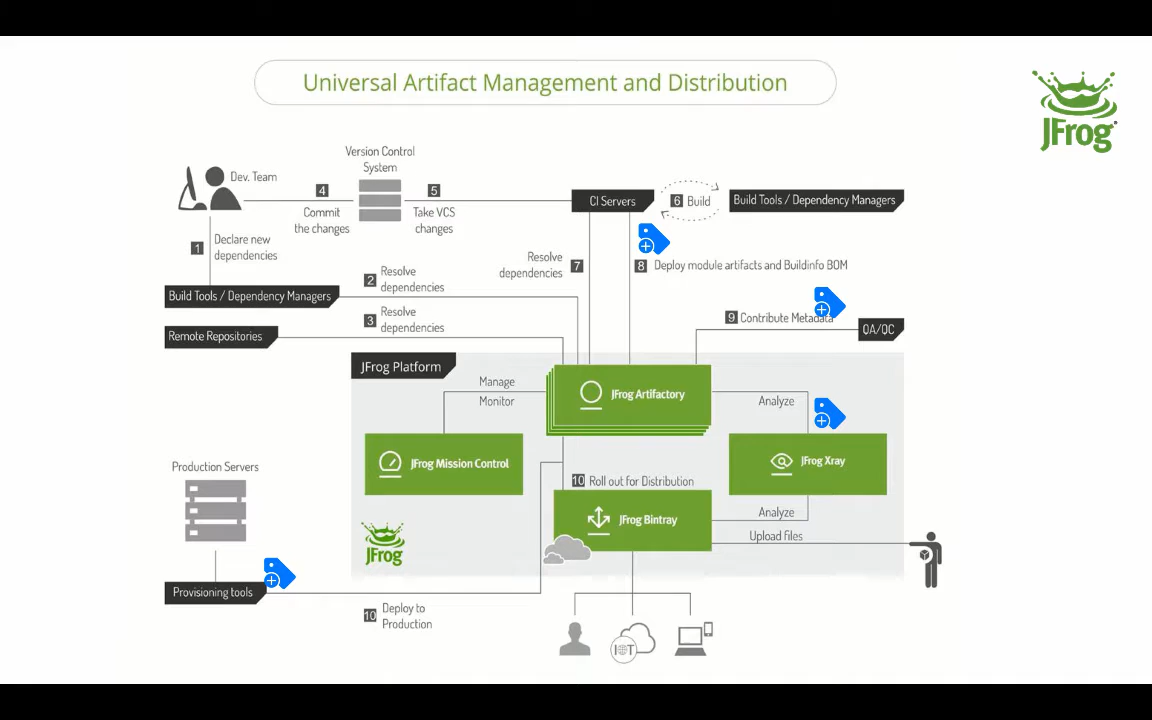 Universal Artifact Management and Distribution
JFrog
Version Control
System
Dev. Team
4
5
Commit
the changes
Take VCS
changes
CI Servers
6 Build
Build Tools / Dependency Managers
1
Declare new
dependencies
Resolve
dependencies
7
8 Deploy module artifacts and Buildinfo BOM
2
Resolve
dependencies
Build Tools / Dependency Managers
3
Resolve
dependencies
Remote Repositories
9 Contribute Metadata
QA/QC
JFrog Platform
Manage
Monitor
JFrog Artifactory
Analyze
JFrog Mission Control
JFrog Xray
Production Servers
10 Roll out for Distribution
JFrog Bintray
Analyze
Upload files
JFrog
Provisioning tools
10
Deploy to
Production
IOT